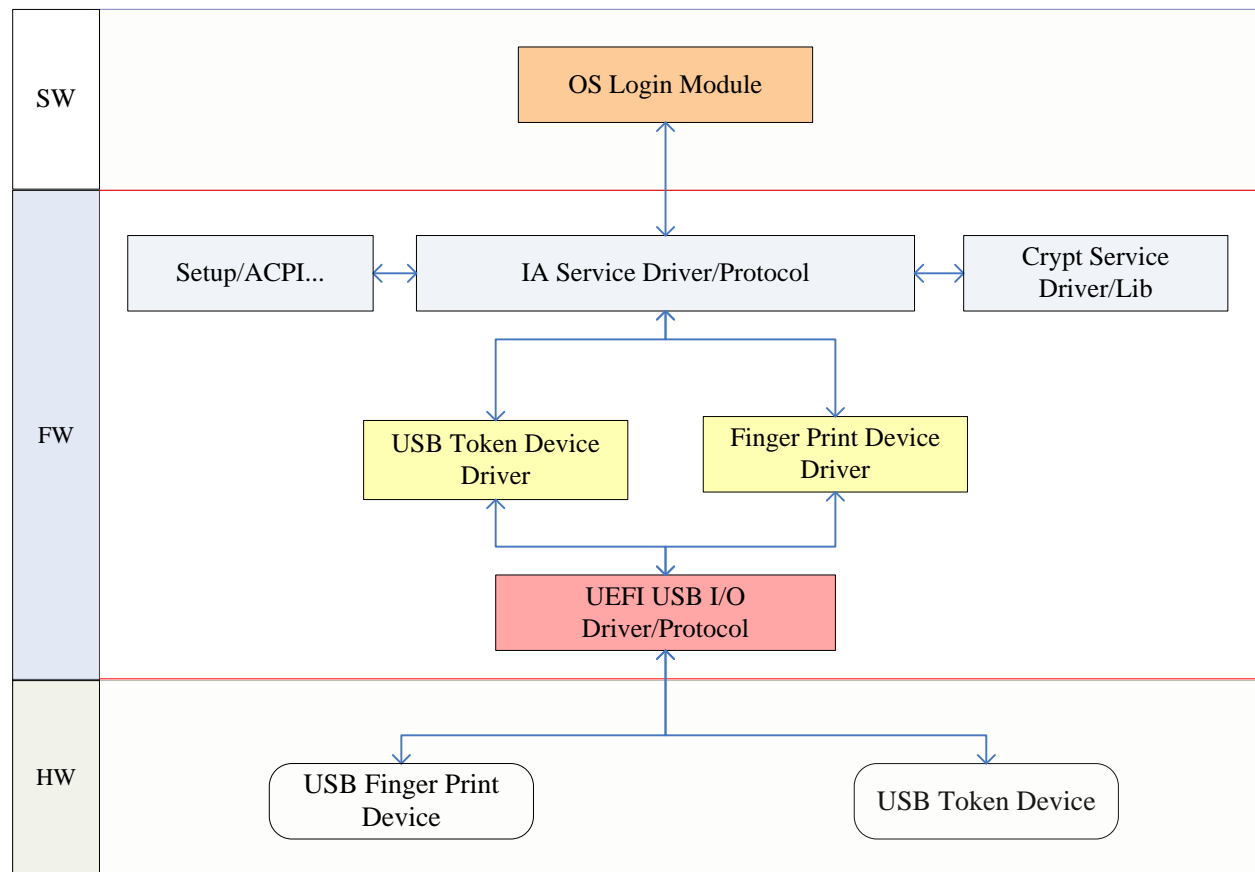 SW
OS Login Module
FW
Setup/ACPI...
IA Service Driver/Protocol
Crypt Service
Driver/Lib
USB Token Device
Driver
Finger Print Device
Driver
UEFI USB I/O
Driver/Protocol
HW
USB Finger Print
Device
USB Token Device